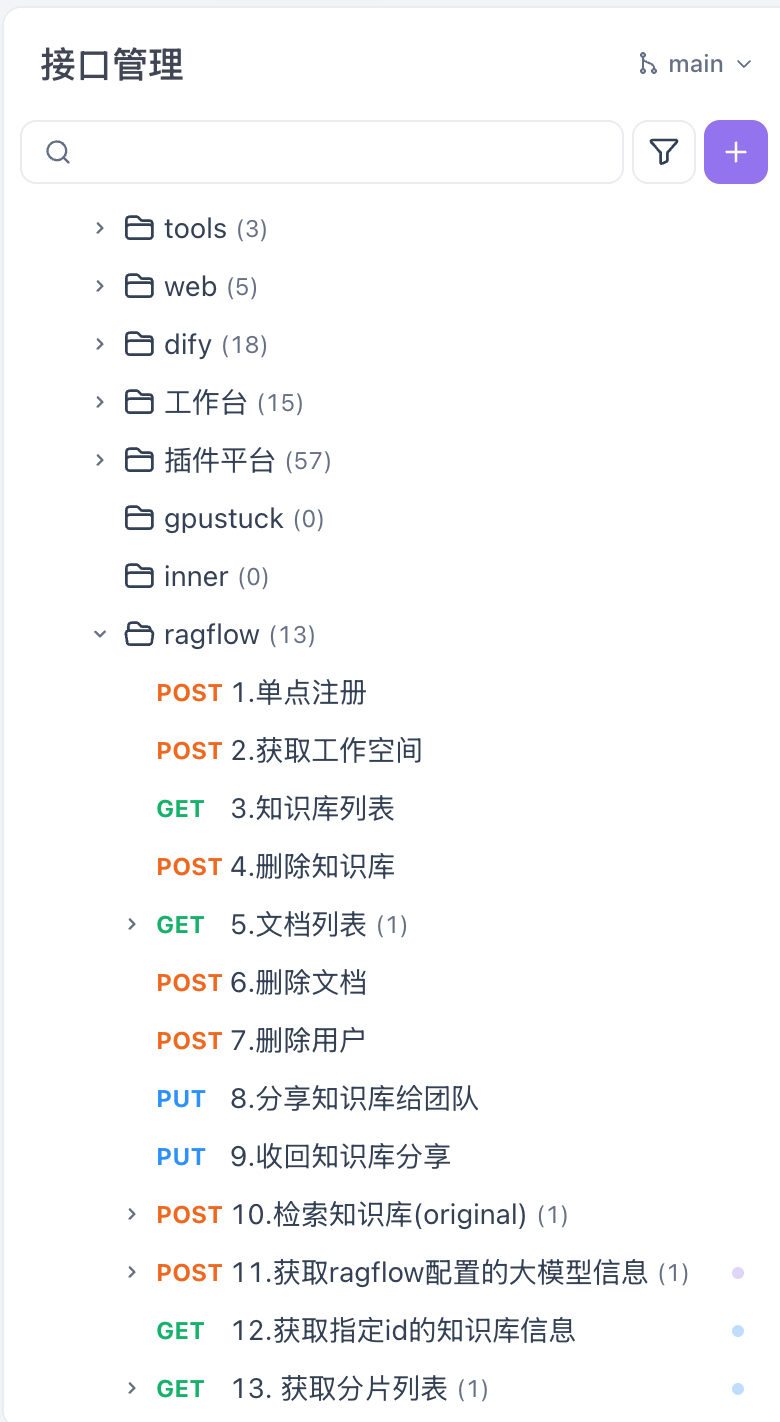 接口管理
main
tools (3)
web (5)
dify (18)
工作台 (15)
插件平台 (57)
gpustuck (0)
inner (0)
ragflow (13)
POST 1.单点注册
POST 2.获取工作空间
GET 3.知识库列表
POST 4.删除知识库
GET 5.文档列表 (1)
POST 6.删除文档
POST 7.删除用户
PUT 8.分享知识库给团队
PUT 9.收回知识库分享
POST 10.检索知识库(original) (1)
POST 11.获取ragflow配置的大模型信息 (1)
GET 12.获取指定id的知识库信息
GET 13. 获取分片列表 (1)